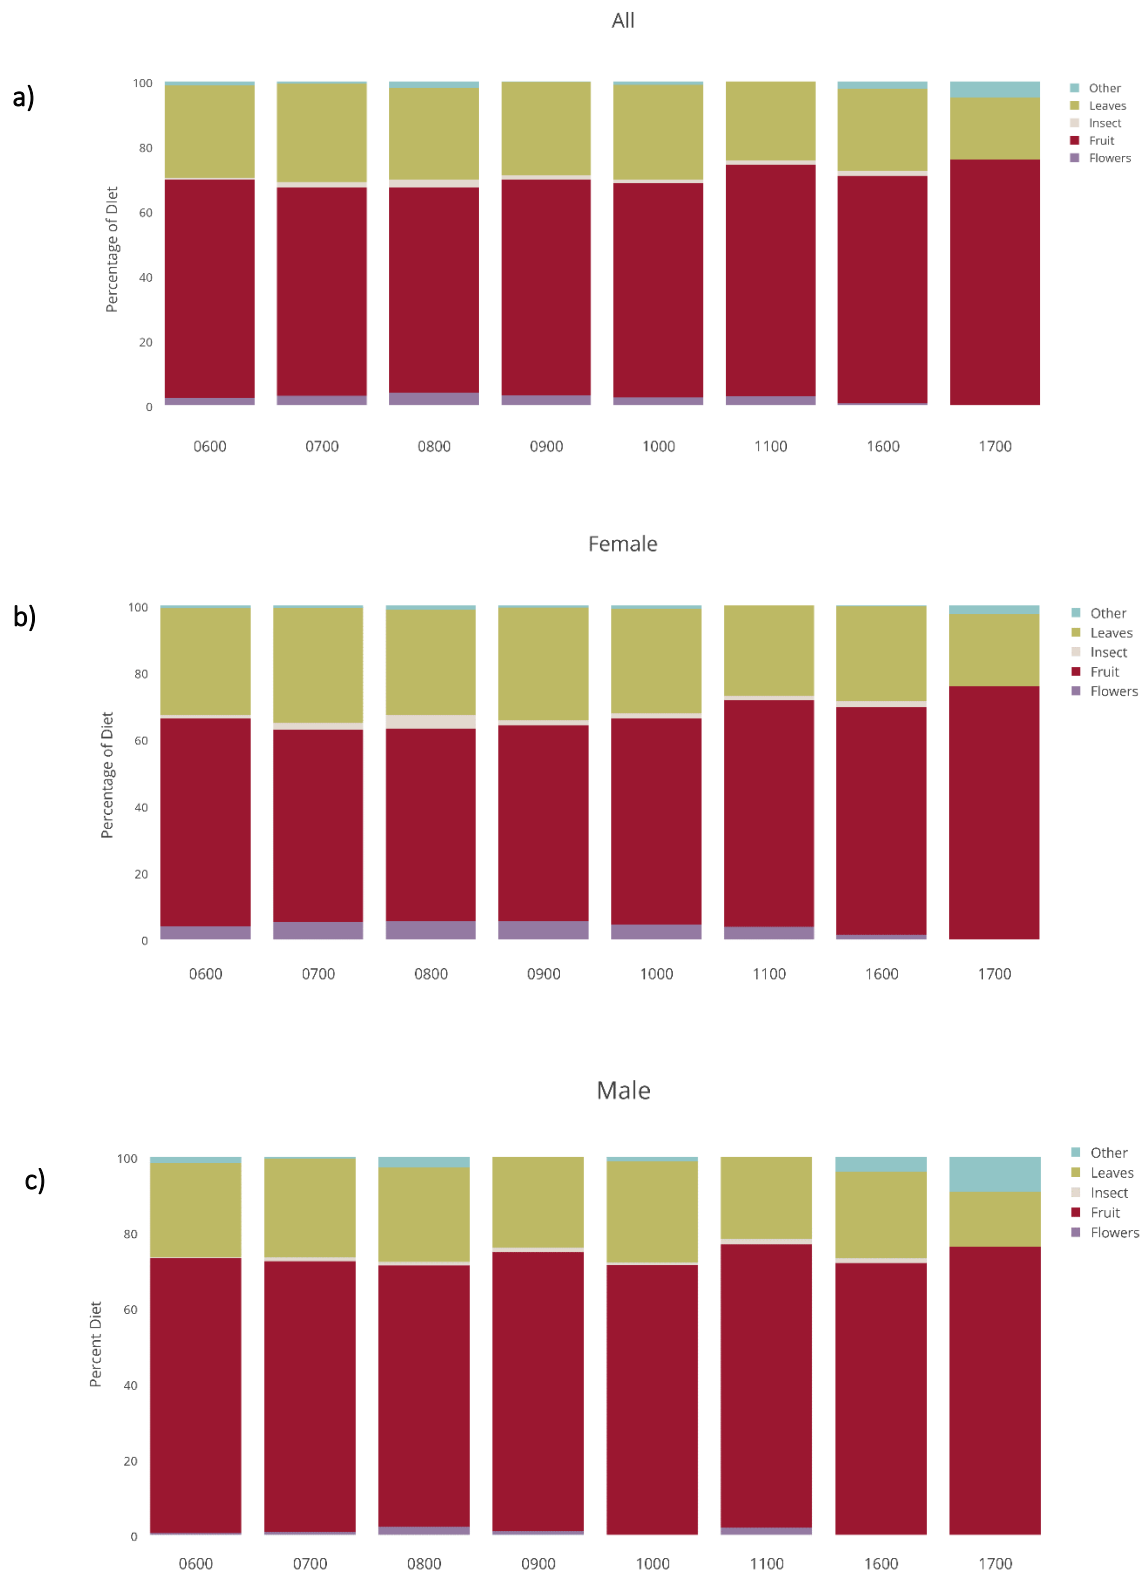 All
a)
Percentage of Diet
100
80
60
40
20
0
0600 0700 0800 0900 1000 1100 1600 1700
Other
Leaves
Insect
Fruit
Flowers
Female
b)
Percentage of Diet
100
80
60
40
20
0
0600 0700 0800 0900 1000 1100 1600 1700
Other
Leaves
Insect
Fruit
Flowers
Male
c)
Percent Diet
100
80
60
40
20
0
0600 0700 0800 0900 1000 1100 1600 1700
Other
Leaves
Insect
Fruit
Flowers